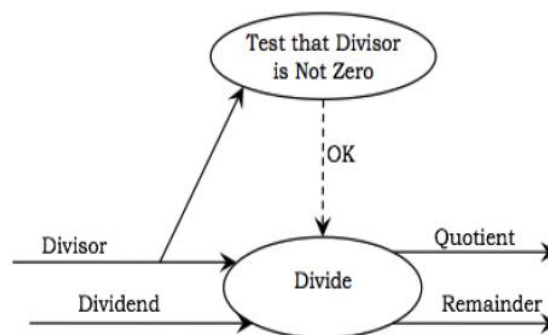 Test that Divisor
is Not Zero
OK
Divisor
Quotient
Divide
Dividend
Remainder